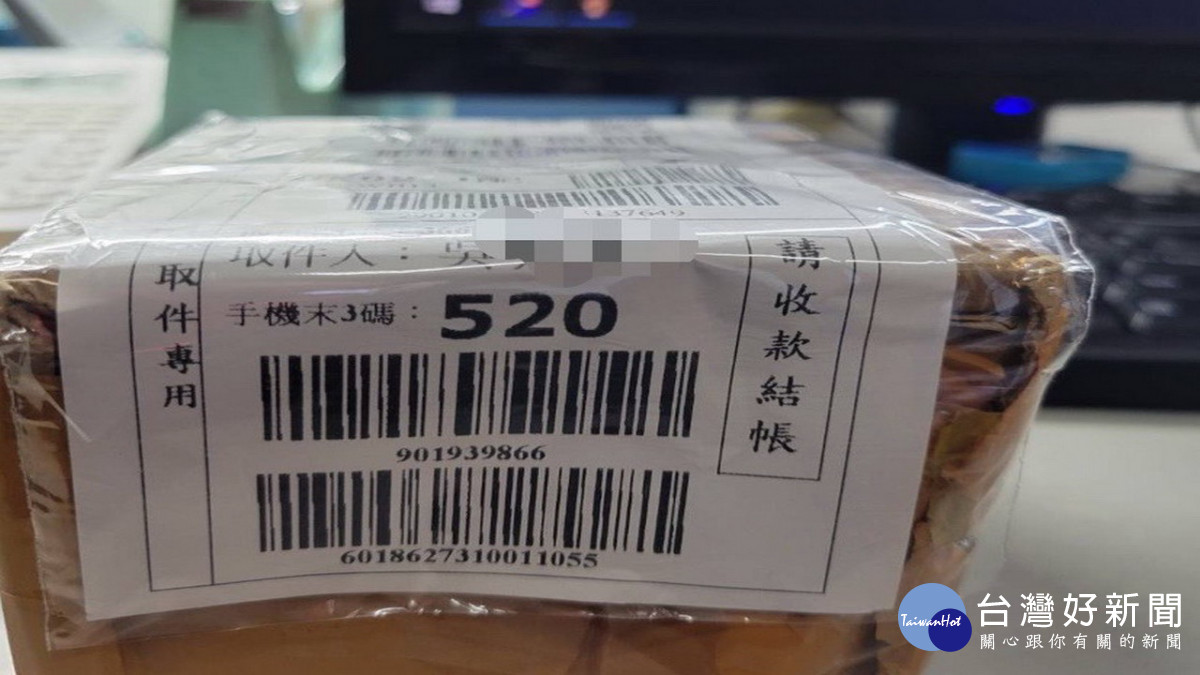 取件人：吳
取件專用
手機末3碼：520
901939866
6018627310011055
請收款結帳
TaiwanHot
台灣好新聞
關心跟你有關的新聞